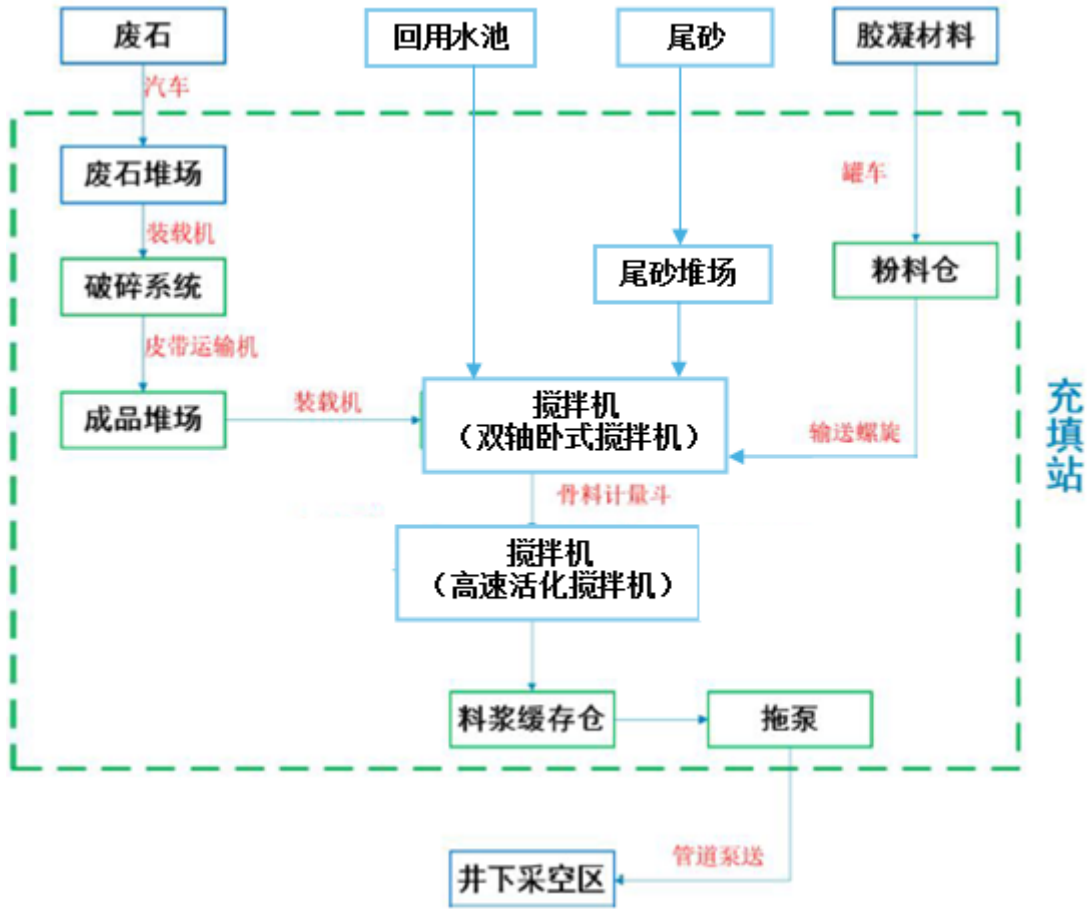 废石
回用水池
尾砂
胶凝材料
汽车
废石堆场
罐车
装载机
破碎系统
尾砂堆场
粉料仓
皮带运输机
成品堆场
装载机
搅拌机
（双轴卧式搅拌机）
输送螺旋
充填站
骨料计量斗
搅拌机
（高速活化搅拌机）
料浆缓存仓
拖泵
管道泵送
井下采空区